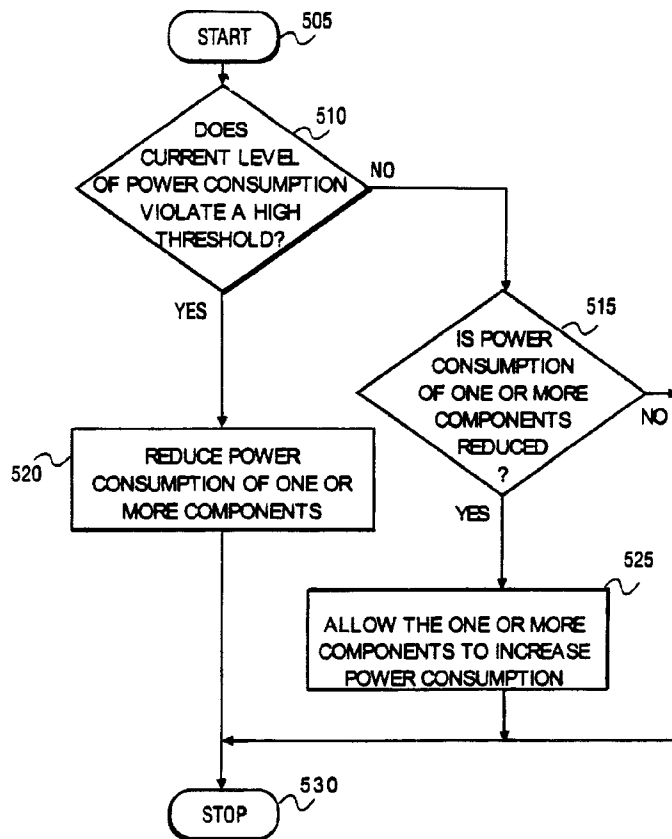 START
505
DOES
CURRENT LEVEL
OF POWER CONSUMPTION
VIOLATE A HIGH
THRESHOLD?
510
NO
YES
IS POWER
CONSUMPTION
OF ONE OR MORE
COMPONENTS
REDUCED
?
515
NO
YES
520
REDUCE POWER
CONSUMPTION OF ONE OR
MORE COMPONENTS
525
ALLOW THE ONE OR MORE
COMPONENTS TO INCREASE
POWER CONSUMPTION
STOP
530